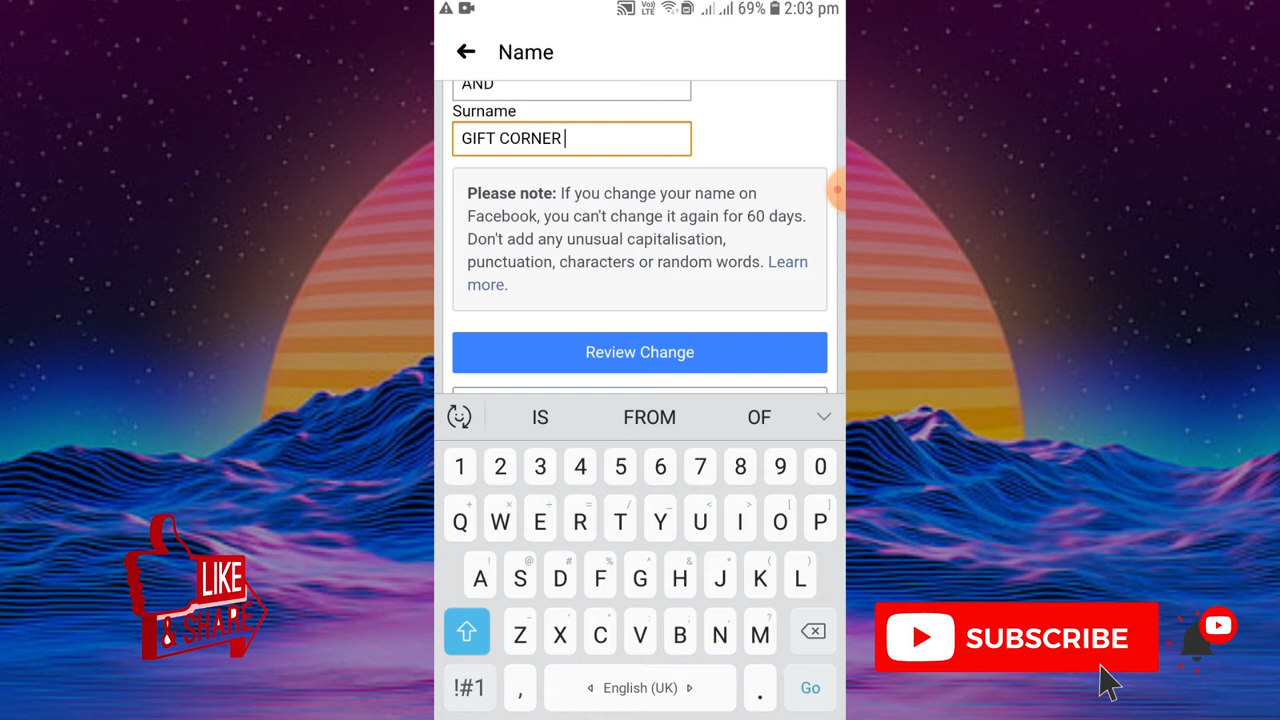 VoJ
LTE
69% 2:03 pm
Name
AND
Surname
GIFT CORNER
Please note: If you change your name on
Facebook, you can't change it again for 60 days.
Don't add any unusual capitalisation,
punctuation, characters or random words. Learn
more.
Review Change
IS FROM OF
1 2 3 4 5 6 7 8 9 0
+ × ÷ = / _ < > [ ]
Q W E R T Y U I O P
! @ # % ^ & * ( )
A S D F G H J K L
- ' " : ; ?
Z X C V B N M
!#1 , English (UK) . Go
LIKE
& SHARE
SUBSCRIBE